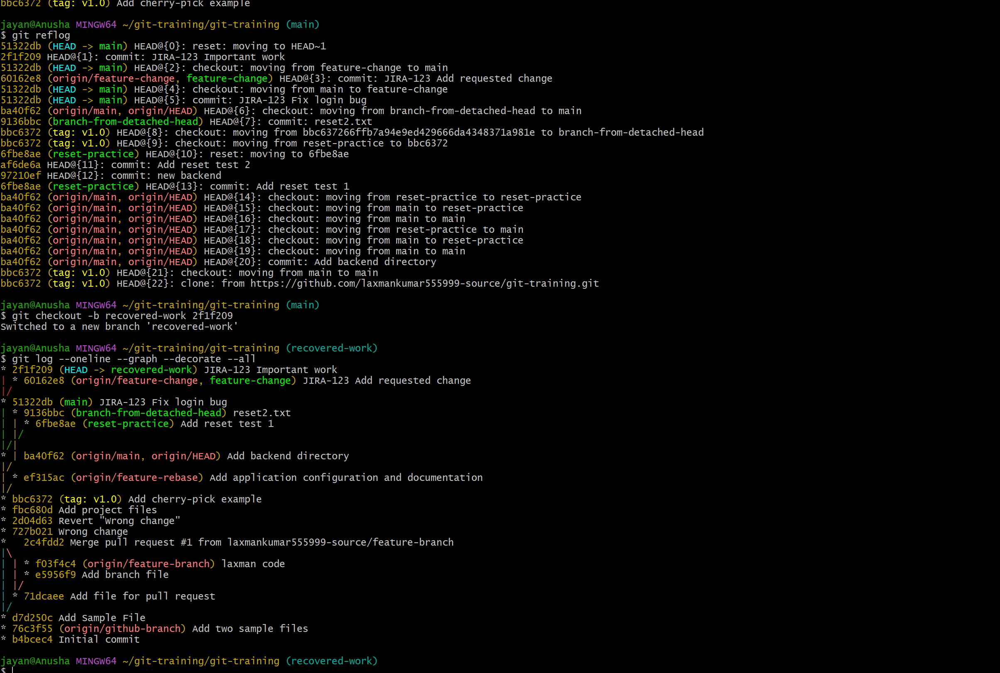 bbc6372 (tag: v1.0) Add cherry-pick example
jayan@Anusha MINGW64 ~/git-training/git-training (main)
$ git reflog
51322db (HEAD -> main) HEAD@{0}: reset: moving to HEAD~1
2f1f209 HEAD@{1}: commit: JIRA-123 Important work
51322db (HEAD -> main) HEAD@{2}: checkout: moving from feature-change to main
60162e8 (origin/feature-change, feature-change) HEAD@{3}: commit: JIRA-123 Add requested change
51322db (HEAD -> main) HEAD@{4}: checkout: moving from main to feature-change
51322db (HEAD -> main) HEAD@{5}: commit: JIRA-123 Fix login bug
ba40f62 (origin/main, origin/HEAD) HEAD@{6}: checkout: moving from branch-from-detached-head to main
9136bbc (branch-from-detached-head) HEAD@{7}: commit: reset2.txt
bbc6372 (tag: v1.0) HEAD@{8}: checkout: moving from bbc637266ffb7a94e9ed429666da4348371a981e to branch-from-detached-head
bbc6372 (tag: v1.0) HEAD@{9}: checkout: moving from reset-practice to bbc6372
6fbe8ae (reset-practice) HEAD@{10}: reset: moving to 6fbe8ae
af6de6a HEAD@{11}: commit: Add reset test 2
97210ef HEAD@{12}: commit: new backend
6fbe8ae (reset-practice) HEAD@{13}: commit: Add reset test 1
ba40f62 (origin/main, origin/HEAD) HEAD@{14}: checkout: moving from reset-practice to reset-practice
ba40f62 (origin/main, origin/HEAD) HEAD@{15}: checkout: moving from main to reset-practice
ba40f62 (origin/main, origin/HEAD) HEAD@{16}: checkout: moving from main to main
ba40f62 (origin/main, origin/HEAD) HEAD@{17}: checkout: moving from reset-practice to main
ba40f62 (origin/main, origin/HEAD) HEAD@{18}: checkout: moving from main to reset-practice
ba40f62 (origin/main, origin/HEAD) HEAD@{19}: checkout: moving from main to main
ba40f62 (origin/main, origin/HEAD) HEAD@{20}: commit: Add backend directory
bbc6372 (tag: v1.0) HEAD@{21}: checkout: moving from main to main
bbc6372 (tag: v1.0) HEAD@{22}: clone: from https://github.com/laxmankumar555999-source/git-training.git
jayan@Anusha MINGW64 ~/git-training/git-training (main)
$ git checkout -b recovered-work 2f1f209
Switched to a new branch 'recovered-work'
jayan@Anusha MINGW64 ~/git-training/git-training (recovered-work)
$ git log --oneline --graph --decorate --all
* 2f1f209 (HEAD -> recovered-work) JIRA-123 Important work
| * 60162e8 (origin/feature-change, feature-change) JIRA-123 Add requested change
|/
* 51322db (main) JIRA-123 Fix login bug
| * 9136bbc (branch-from-detached-head) reset2.txt
| | * 6fbe8ae (reset-practice) Add reset test 1
| |/
|/|
* | ba40f62 (origin/main, origin/HEAD) Add backend directory
|/
| * ef315ac (origin/feature-rebase) Add application configuration and documentation
|/
* bbc6372 (tag: v1.0) Add cherry-pick example
* fbc680d Add project files
* 2d04d63 Revert "Wrong change"
* 727b021 Wrong change
*   2c4fdd2 Merge pull request #1 from laxmankumar555999-source/feature-branch
|\
| | * f03f4c4 (origin/feature-branch) laxman code
| | * e5956f9 Add branch file
| |/
| * 71dcaee Add file for pull request
|/
* d7d250c Add Sample File
* 76c3f55 (origin/github-branch) Add two sample files
* b4bcec4 Initial commit
jayan@Anusha MINGW64 ~/git-training/git-training (recovered-work)
$